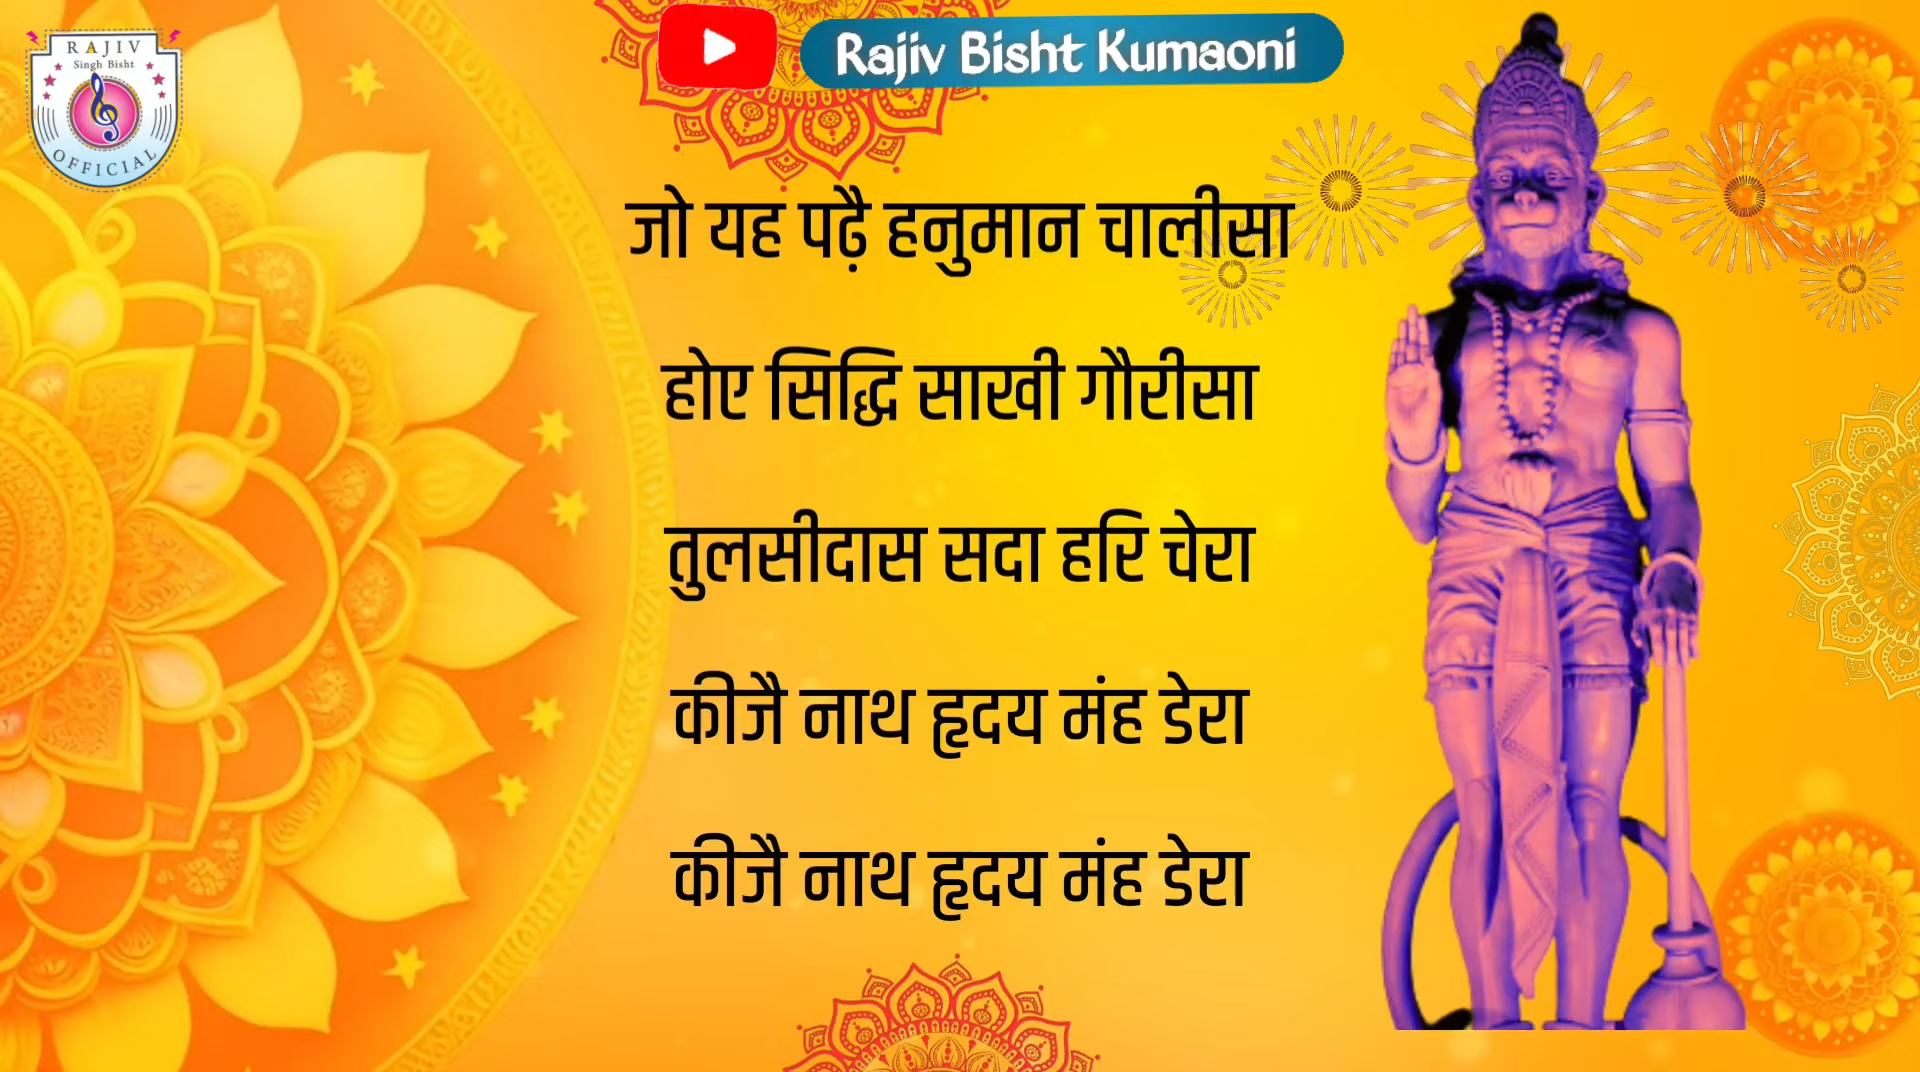 RAJIV
Singh Bisht
OFFICIAL
Rajiv Bisht Kumaoni
जो यह पढ़ै हनुमान चालीसा
होए सिद्धि साखी गौरीसा
तुलसीदास सदा हरि चेरा
कीजै नाथ हृदय मंह डेरा
कीजै नाथ हृदय मंह डेरा